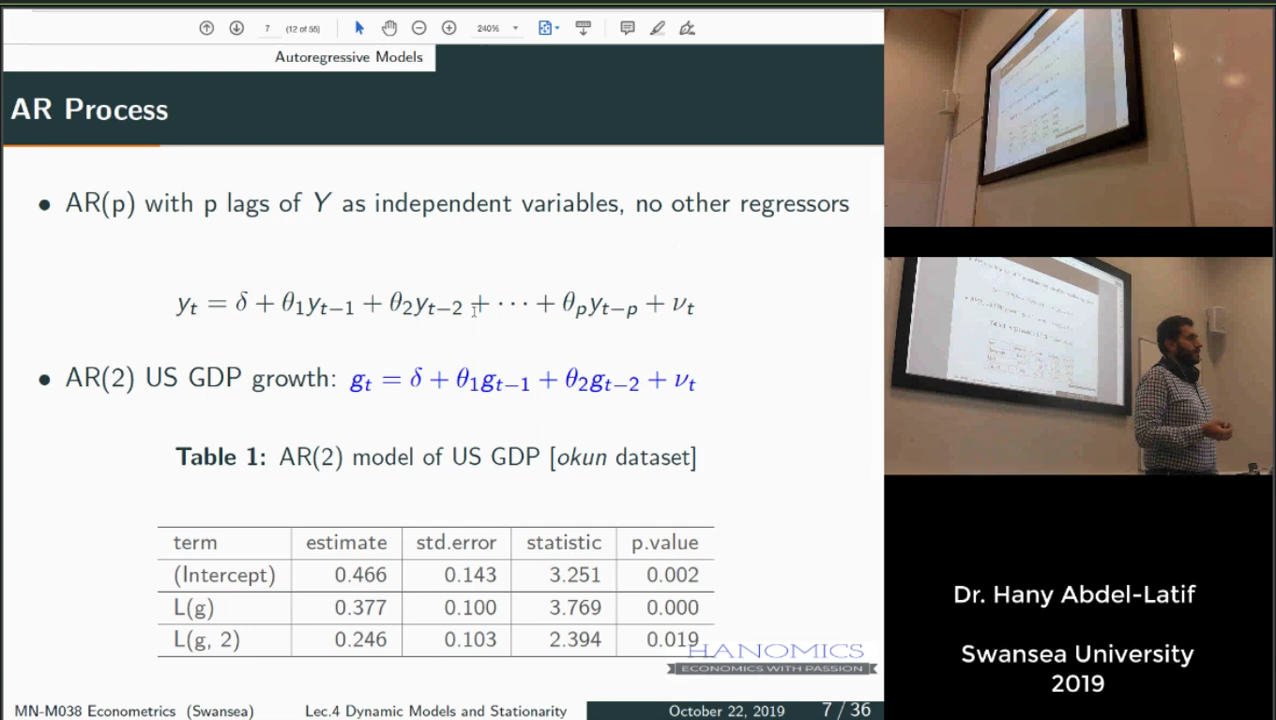 7 (12 of 55) 240%
Autoregressive Models
AR Process
• AR(p) with p lags of Y as independent variables, no other regressors
yₜ = δ + θ₁yₜ₋₁ + θ₂yₜ₋₂ + ··· + θₚyₜ₋ₚ + νₜ
• AR(2) US GDP growth: gₜ = δ + θ₁gₜ₋₁ + θ₂gₜ₋₂ + νₜ
Table 1: AR(2) model of US GDP [okun dataset]
term estimate std.error statistic p.value
(Intercept) 0.466 0.143 3.251 0.002
L(g) 0.377 0.100 3.769 0.000
L(g, 2) 0.246 0.103 2.394 0.019
HANOMICS
ECONOMICS WITH PASSION
MN-M038 Econometrics (Swansea) Lec.4 Dynamic Models and Stationarity October 22, 2019 7 / 36
Dr. Hany Abdel-Latif
Swansea University
2019